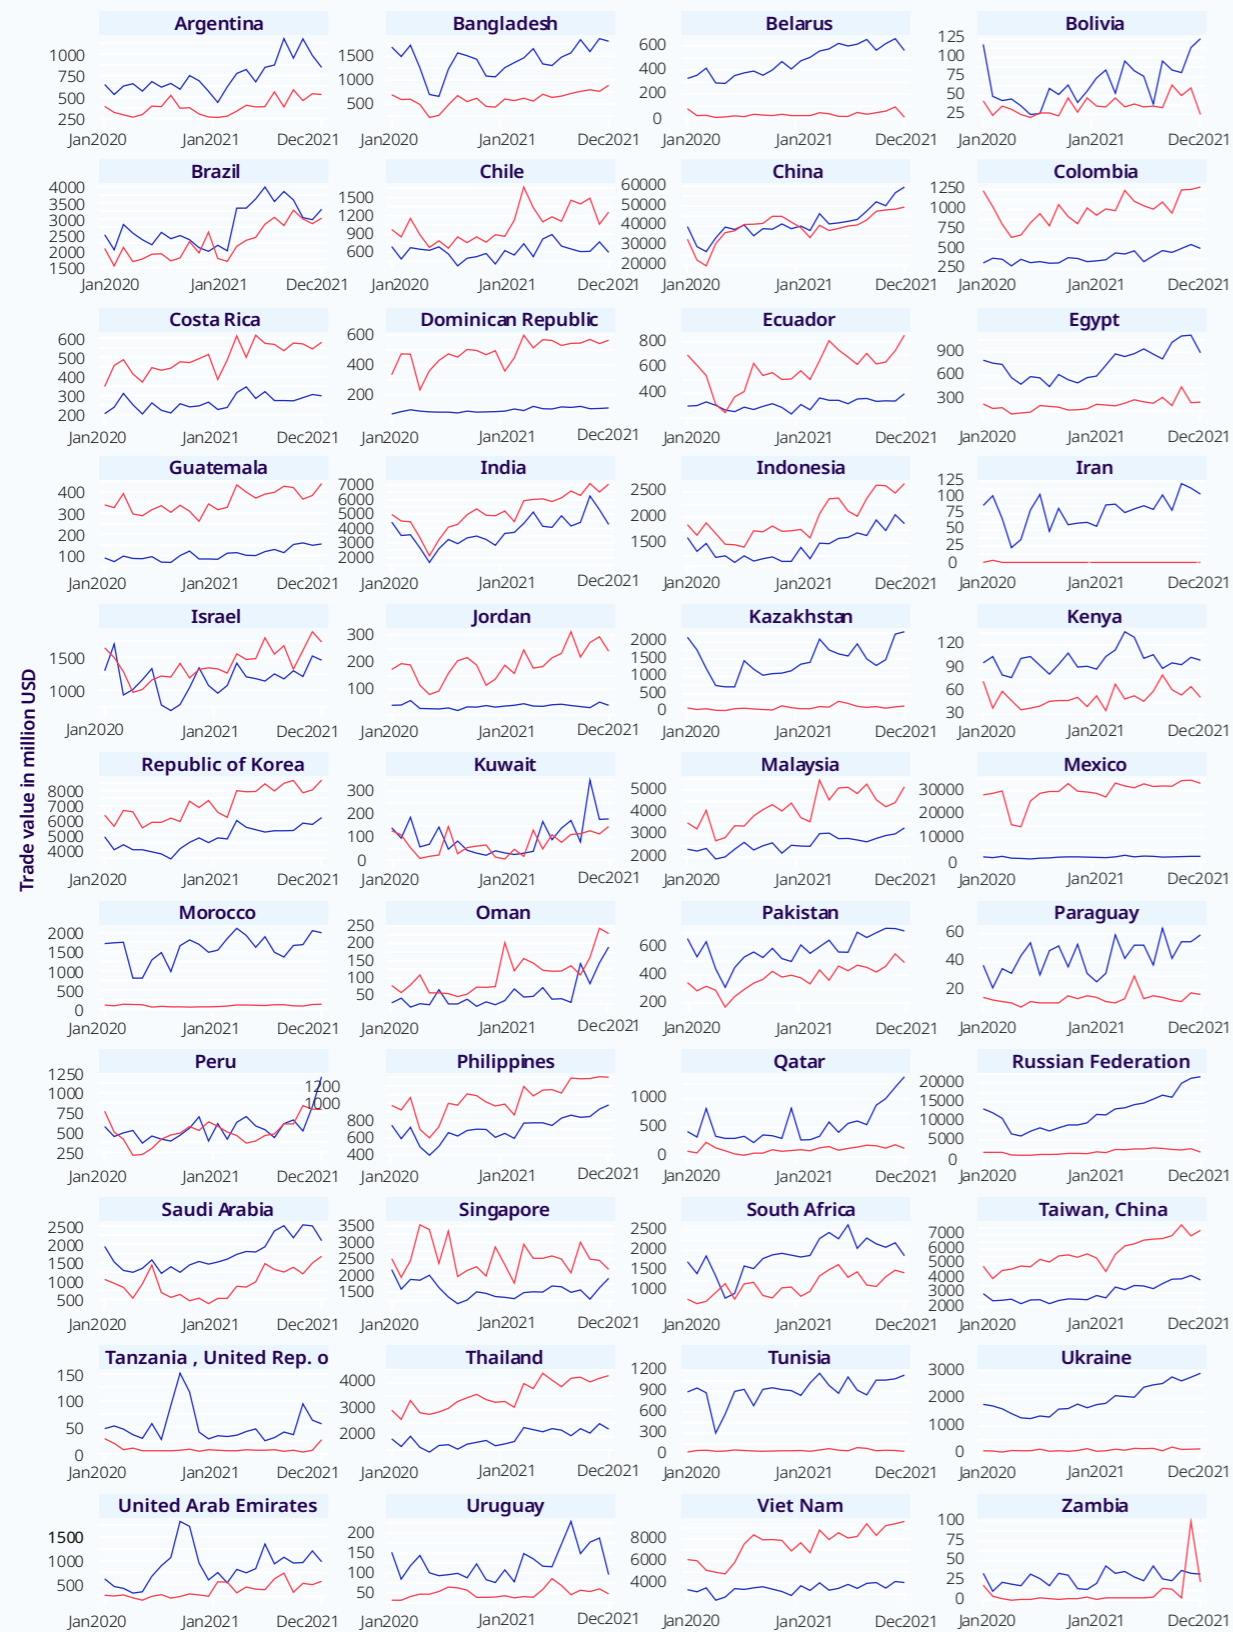 Trade value in million USD
Argentina Bangladesh Belarus Bolivia
1000 750 500 250
1500 1000 500
600 400 200 0
125 100 75 50 25
Jan2020 Jan2021 Dec2021 Jan2020 Jan2021 Dec2021 Jan2020 Jan2021 Dec2021 Jan2020 Jan2021 Dec2021
Brazil Chile China Colombia
4000 3500 3000 2500 2000 1500
1500 1200 900 600
60000 50000 40000 30000 20000
1250 1000 750 500 250
Jan2020 Jan2021 Dec2021 Jan2020 Jan2021 Dec2021 Jan2020 Jan2021 Dec2021 Jan2020 Jan2021 Dec2021
Costa Rica Dominican Republic Ecuador Egypt
600 500 400 300 200
600 400 200
800 600 400
900 600 300
Jan2020 Jan2021 Dec2021 Jan2020 Jan2021 Dec2021 Jan2020 Jan2021 Dec2021 Jan2020 Jan2021 Dec2021
Guatemala India Indonesia Iran
400 300 200 100
7000 6000 5000 4000 3000 2000
2500 2000 1500
125 100 75 50 25 0
Jan2020 Jan2021 Dec2021 Jan2020 Jan2021 Dec2021 Jan2020 Jan2021 Dec2021 Jan2020 Jan2021 Dec2021
Israel Jordan Kazakhstan Kenya
1500 1000
300 200 100
2000 1500 1000 500 0
120 90 60 30
Jan2020 Jan2021 Dec2021 Jan2020 Jan2021 Dec2021 Jan2020 Jan2021 Dec2021 Jan2020 Jan2021 Dec2021
Republic of Korea Kuwait Malaysia Mexico
8000 7000 6000 5000 4000
300 200 100 0
5000 4000 3000 2000
30000 20000 10000 0
Jan2020 Jan2021 Dec2021 Jan2020 Jan2021 Dec2021 Jan2020 Jan2021 Dec2021 Jan2020 Jan2021 Dec2021
Morocco Oman Pakistan Paraguay
2000 1500 1000 500 0
250 200 150 100 50
600 400 200
60 40 20
Jan2020 Jan2021 Dec2021 Jan2020 Jan2021 Dec2021 Jan2020 Jan2021 Dec2021 Jan2020 Jan2021 Dec2021
Peru Philippines Qatar Russian Federation
1250 1000 750 500 250
1200 1000 800 600 400
1000 500 0
20000 15000 10000 5000 0
Jan2020 Jan2021 Dec2021 Jan2020 Jan2021 Dec2021 Jan2020 Jan2021 Dec2021 Jan2020 Jan2021 Dec2021
Saudi Arabia Singapore South Africa Taiwan, China
2500 2000 1500 1000 500
3500 3000 2500 2000 1500
2500 2000 1500 1000
7000 6000 5000 4000 3000 2000
Jan2020 Jan2021 Dec2021 Jan2020 Jan2021 Dec2021 Jan2020 Jan2021 Dec2021 Jan2020 Jan2021 Dec2021
Tanzania , United Rep. o Thailand Tunisia Ukraine
150 100 50 0
4000 3000 2000
1200 900 600 300 0
3000 2000 1000 0
Jan2020 Jan2021 Dec2021 Jan2020 Jan2021 Dec2021 Jan2020 Jan2021 Dec2021 Jan2020 Jan2021 Dec2021
United Arab Emirates Uruguay Viet Nam Zambia
1500 1000 500
200 150 100 50
8000 6000 4000
100 75 50 25 0
Jan2020 Jan2021 Dec2021 Jan2020 Jan2021 Dec2021 Jan2020 Jan2021 Dec2021 Jan2020 Jan2021 Dec2021